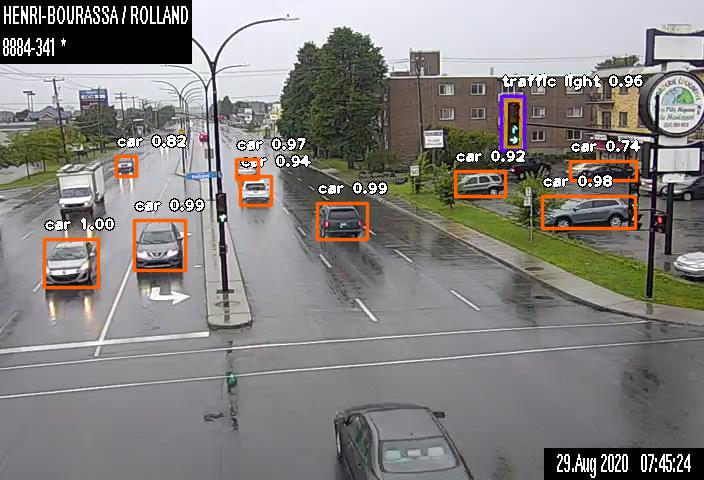 HENRI-BOURASSA / ROLLAND
8884-341 *
traffic light 0.96
car 0.82
car 0.97
car 0.94
car 0.92
car 0.74
car 0.99
car 0.98
car 0.99
car 1.00
29.Aug 2020 07:45:24